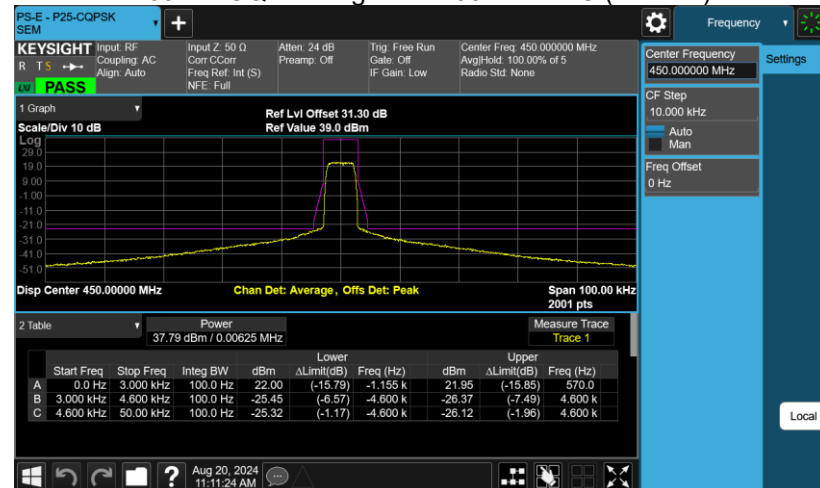 PS-E - P25-CQPSK
SEM
Frequency
KEYSIGHT
R T S
LXI PASS
Input: RF
Coupling: AC
Align: Auto
Input Z: 50 Ω
Corr CCorr
Freq Ref: Int (S)
NFE: Full
Atten: 24 dB
Preamp: Off
Trig: Free Run
Gate: Off
IF Gain: Low
Center Freq: 450.000000 MHz
Avg|Hold: 100.00% of 5
Radio Std: None
Center Frequency
450.000000 MHz
Settings
CF Step
10.000 kHz
Auto
Man
Freq Offset
0 Hz
1 Graph
Scale/Div 10 dB
Ref Lvl Offset 31.30 dB
Ref Value 39.0 dBm
Log
29.0
19.0
9.00
-1.00
-11.0
-21.0
-31.0
-41.0
-51.0
Disp Center 450.00000 MHz
Chan Det: Average, Offs Det: Peak
Span 100.00 kHz
2001 pts
2 Table
Power
37.79 dBm / 0.00625 MHz
Measure Trace
Trace 1
Lower Upper
Start Freq Stop Freq Integ BW dBm ΔLimit(dB) Freq (Hz) dBm ΔLimit(dB) Freq (Hz)
A 0.0 Hz 3.000 kHz 100.0 Hz 22.00 (-15.79) -1.155 k 21.95 (-15.85) 570.0
B 3.000 kHz 4.600 kHz 100.0 Hz -25.45 (-6.57) -4.600 k -26.37 (-7.49) 4.600 k
C 4.600 kHz 50.00 kHz 100.0 Hz -25.32 (-1.17) -4.600 k -26.12 (-1.96) 4.600 k
Local
?
Aug 20, 2024
11:11:24 AM